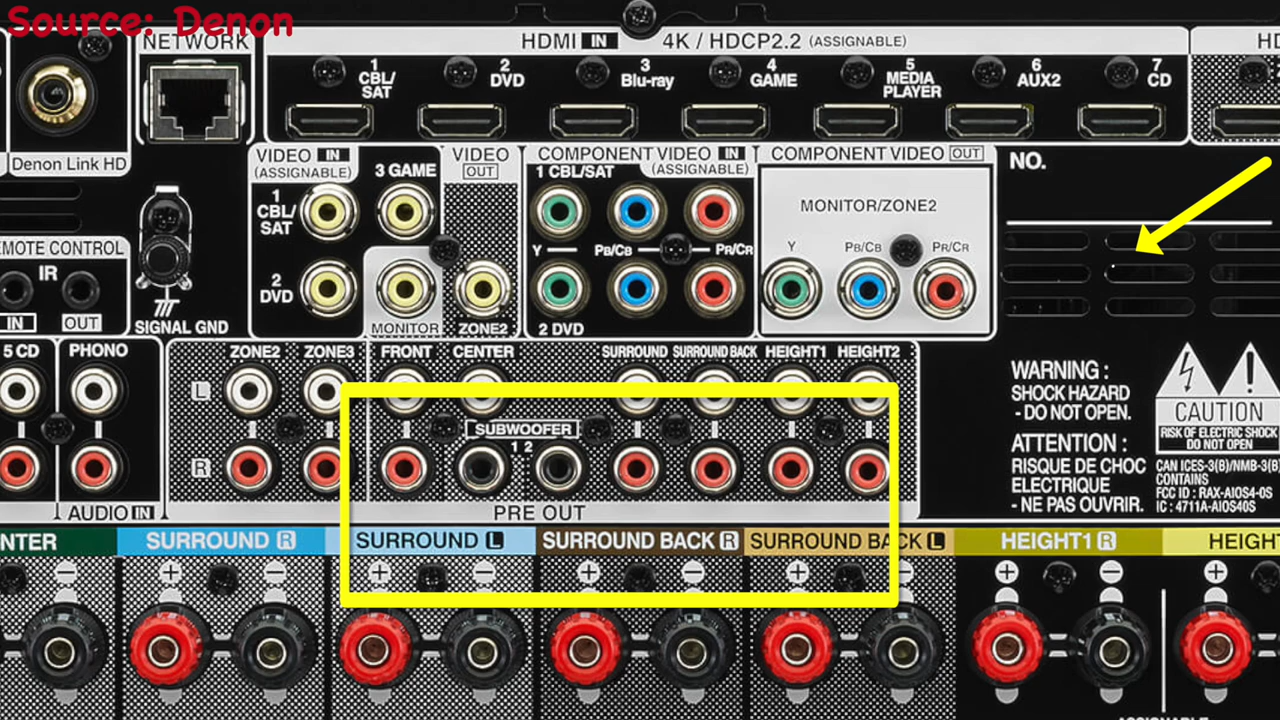 Source: Denon
NETWORK
HDMI IN 4K / HDCP2.2 (ASSIGNABLE)
1 CBL/SAT
2 DVD
3 Blu-ray
4 GAME
5 MEDIA PLAYER
6 AUX2
7 CD
Denon Link HD
VIDEO IN
(ASSIGNABLE)
3 GAME
VIDEO
OUT
COMPONENT VIDEO IN
(ASSIGNABLE)
1 CBL/SAT
COMPONENT VIDEO OUT
NO.
1 CBL/SAT
MONITOR/ZONE2
Y PB/CB PR/CR
Y PB/CB PR/CR
REMOTE CONTROL
IR
IN OUT
SIGNAL GND
2 DVD
MONITOR
ZONE2
2 DVD
5 CD
PHONO
ZONE2
ZONE3
FRONT
CENTER
SURROUND
SURROUND BACK
HEIGHT1
HEIGHT2
L
SUBWOOFER
1 2
R
AUDIO IN
PRE OUT
WARNING :
SHOCK HAZARD
- DO NOT OPEN.
ATTENTION :
RISQUE DE CHOC
ELECTRIQUE
- NE PAS OUVRIR.
CAUTION
RISK OF ELECTRIC SHOCK
DO NOT OPEN
CAN ICES-3(B)/NMB-3(B)
CONTAINS
FCC ID : RAX-AIOS4-0S
IC : 4711A-AIOS40S
NTER
SURROUND R
SURROUND L
SURROUND BACK R
SURROUND BACK L
HEIGHT1 R
HEIGHT